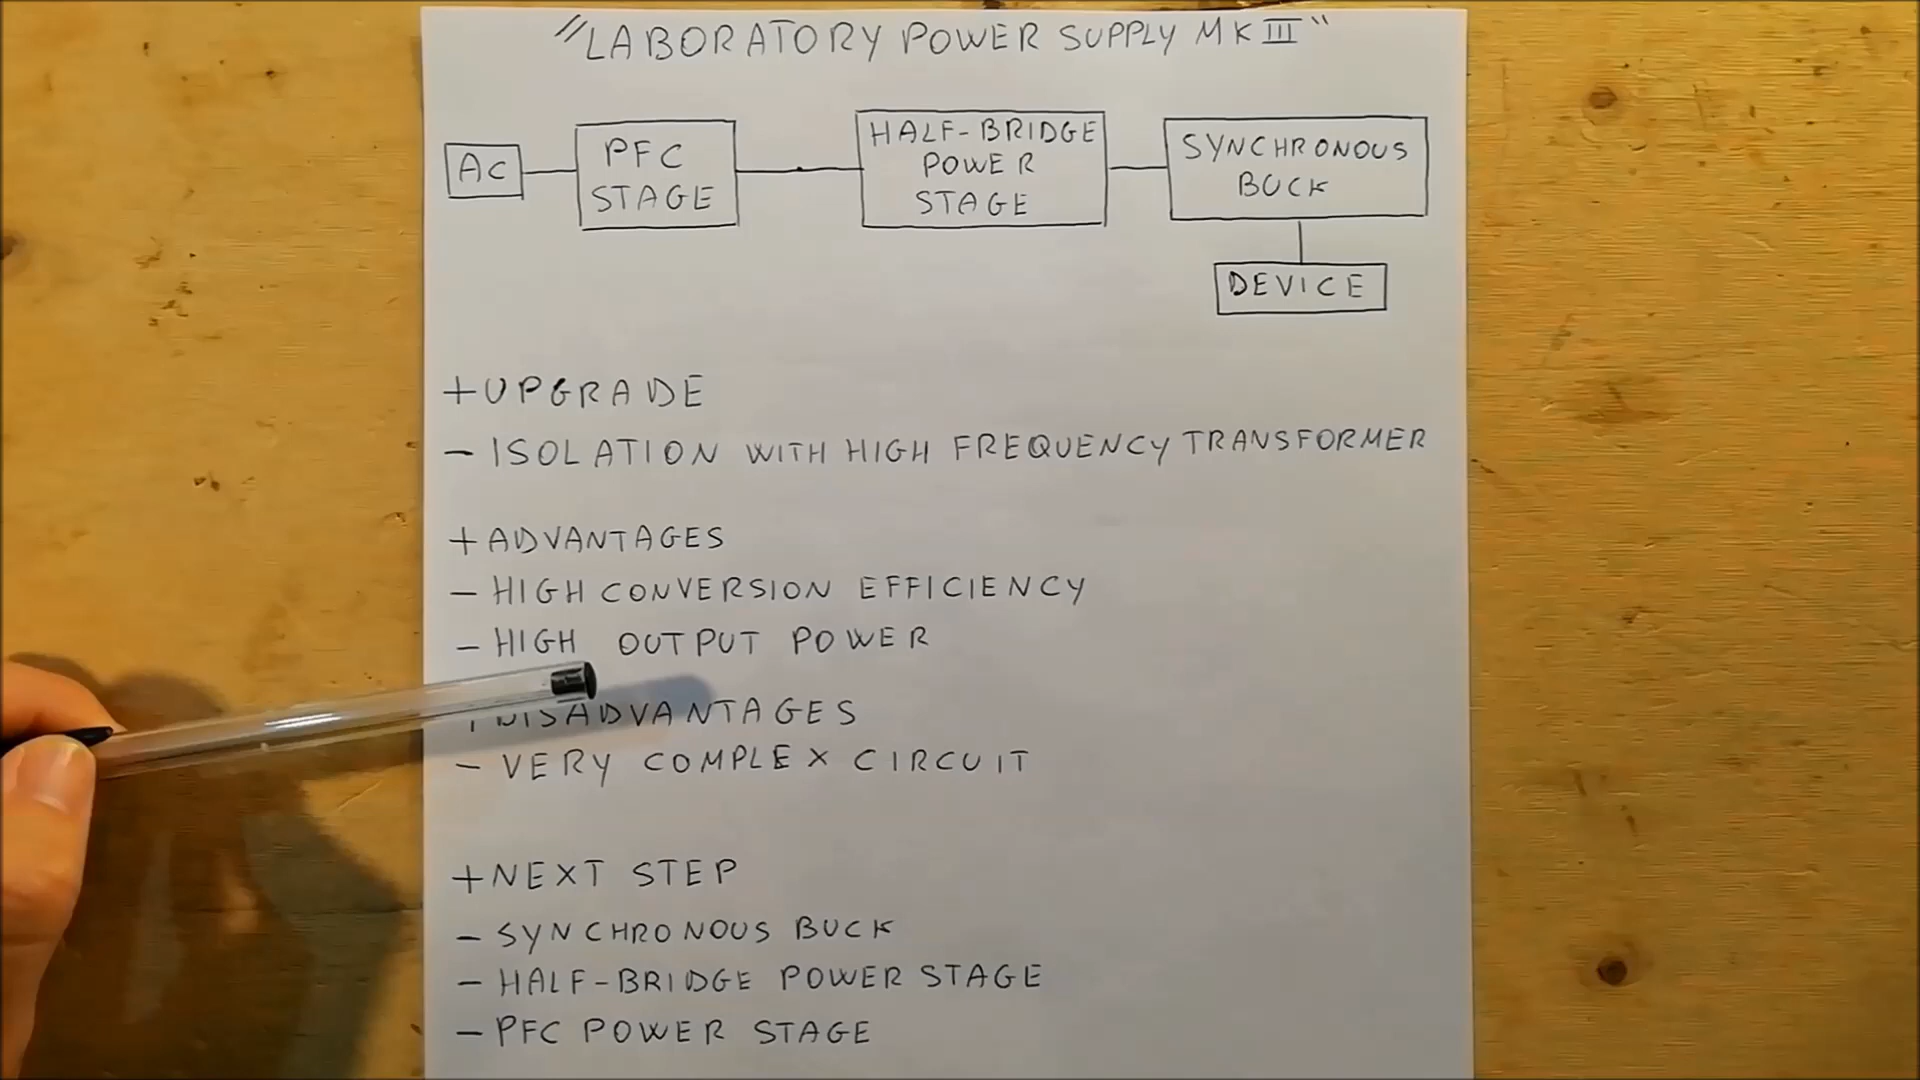 "LABORATORY POWER SUPPLY MK III"
AC
PFC
STAGE
HALF-BRIDGE
POWER
STAGE
SYNCHRONOUS
BUCK
DEVICE
+UPGRADE
- ISOLATION WITH HIGH FREQUENCY TRANSFORMER
+ADVANTAGES
- HIGH CONVERSION EFFICIENCY
- HIGH OUTPUT POWER
+DISADVANTAGES
- VERY COMPLEX CIRCUIT
+NEXT STEP
- SYNCHRONOUS BUCK
- HALF-BRIDGE POWER STAGE
- PFC POWER STAGE